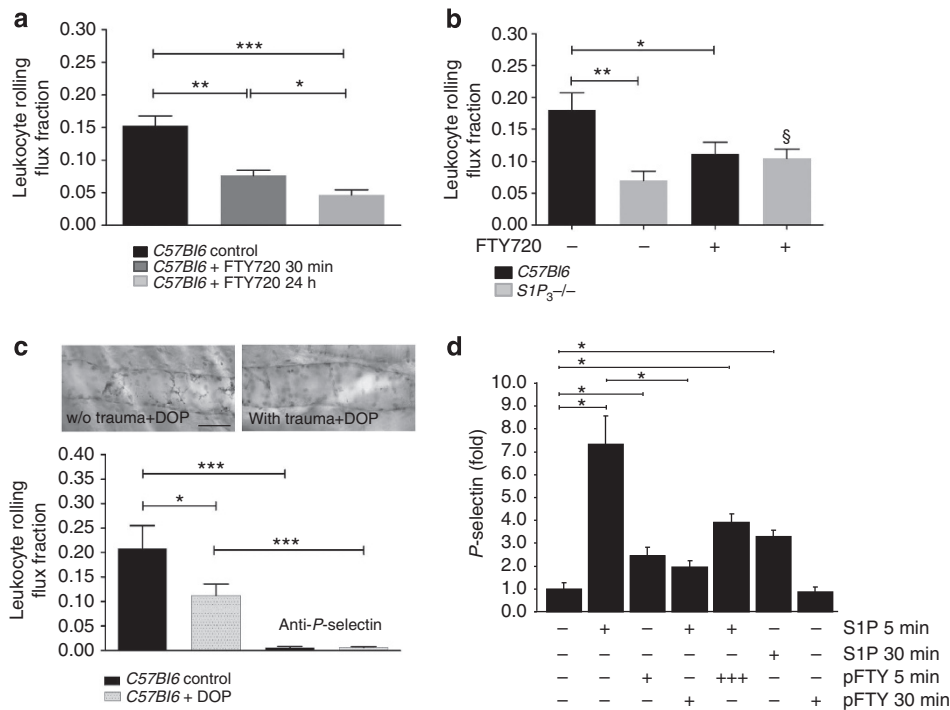 a
Leukocyte rolling
flux fraction
0.30
0.25
0.20
0.15
0.10
0.05
0.00
***
** *
C57Bl6 control
C57Bl6 + FTY720 30 min
C57Bl6 + FTY720 24 h
b
Leukocyte rolling
flux fraction
0.30
0.25
0.20
0.15
0.10
0.05
0.00
*
**
§
FTY720 – – + +
C57Bl6
S1P3–/–
c
w/o trauma+DOP
With trauma+DOP
Leukocyte rolling
flux fraction
0.40
0.35
0.30
0.25
0.20
0.15
0.10
0.05
0.00
***
*
***
Anti-P-selectin
C57Bl6 control
C57Bl6 + DOP
d
P-selectin (fold)
*
*
*
*
*
10.0
9.0
8.0
7.0
6.0
5.0
4.0
3.0
2.0
1.0
0.0
– + – + + – – S1P 5 min
– – – – – + – S1P 30 min
– – + – +++ – – pFTY 5 min
– – – + – – + pFTY 30 min